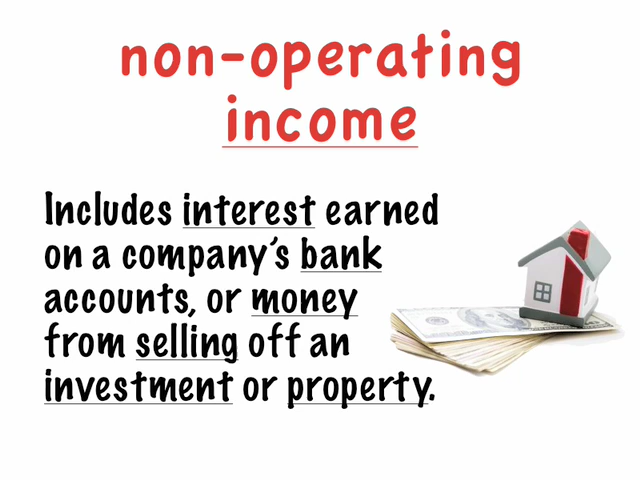 non-operating
income
Includes interest earned
on a company's bank
accounts, or money
from selling off an
investment or property.